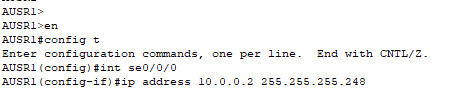 AUSR1>
AUSR1>en
AUSR1#config t
Enter configuration commands, one per line.  End with CNTL/Z.
AUSR1(config)#int se0/0/0
AUSR1(config-if)#ip address 10.0.0.2 255.255.255.248